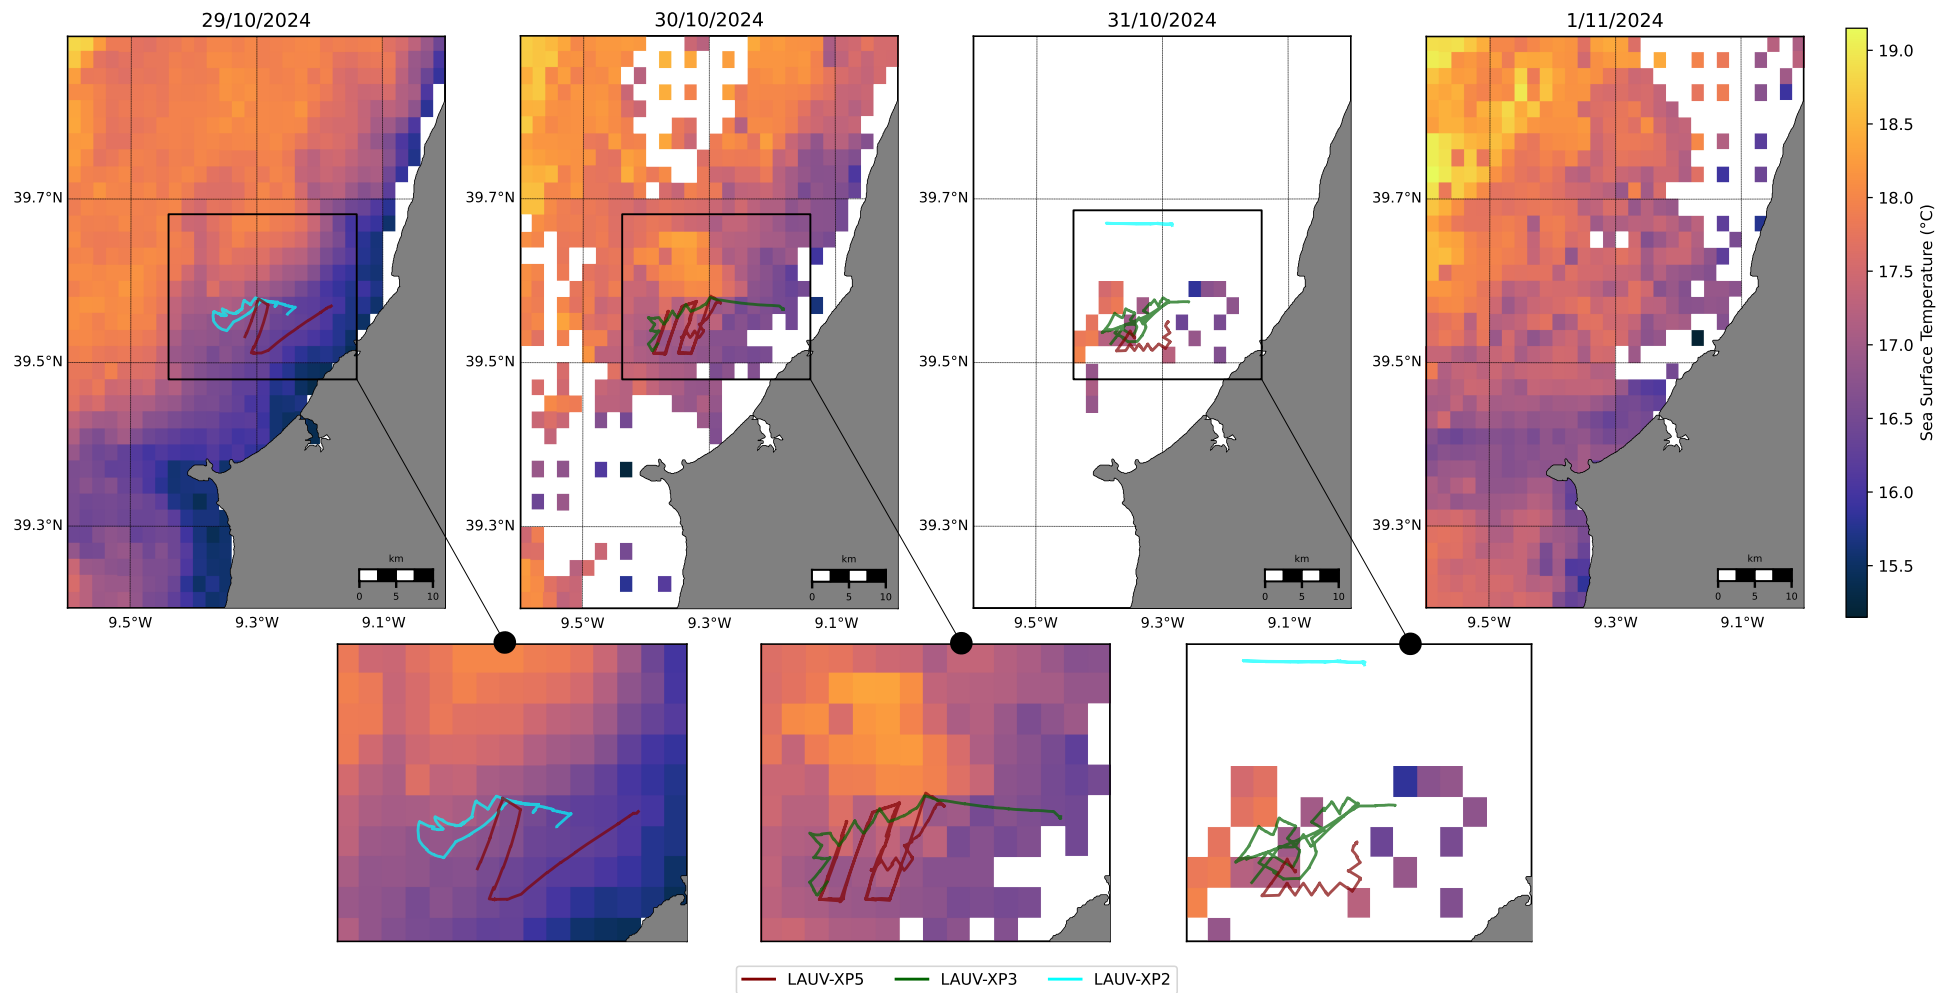 29/10/2024
30/10/2024
31/10/2024
1/11/2024
39.7°N
39.5°N
39.3°N
9.5°W
9.3°W
9.1°W
km
0 5 10
39.7°N
39.5°N
39.3°N
9.5°W
9.3°W
9.1°W
km
0 5 10
39.7°N
39.5°N
39.3°N
9.5°W
9.3°W
9.1°W
km
0 5 10
39.7°N
39.5°N
39.3°N
9.5°W
9.3°W
9.1°W
km
0 5 10
19.0
18.5
18.0
17.5
17.0
16.5
16.0
15.5
Sea Surface Temperature (°C)
LAUV-XP5
LAUV-XP3
LAUV-XP2